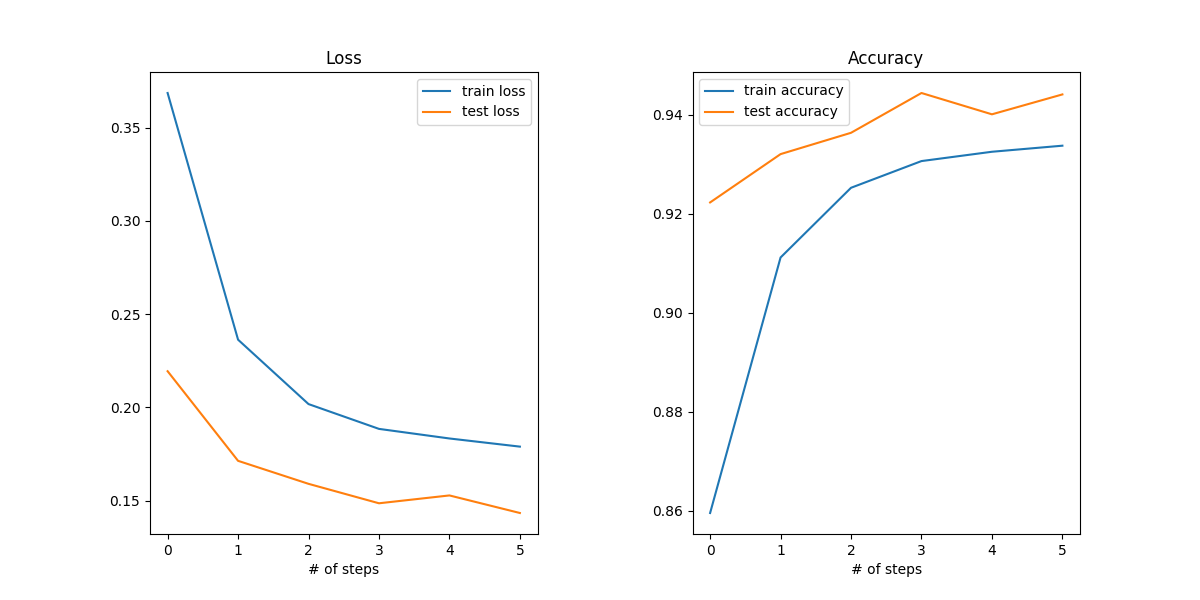 Loss
train loss
test loss
0.35
0.30
0.25
0.20
0.15
0 1 2 3 4 5
# of steps
Accuracy
train accuracy
test accuracy
0.94
0.92
0.90
0.88
0.86
0 1 2 3 4 5
# of steps